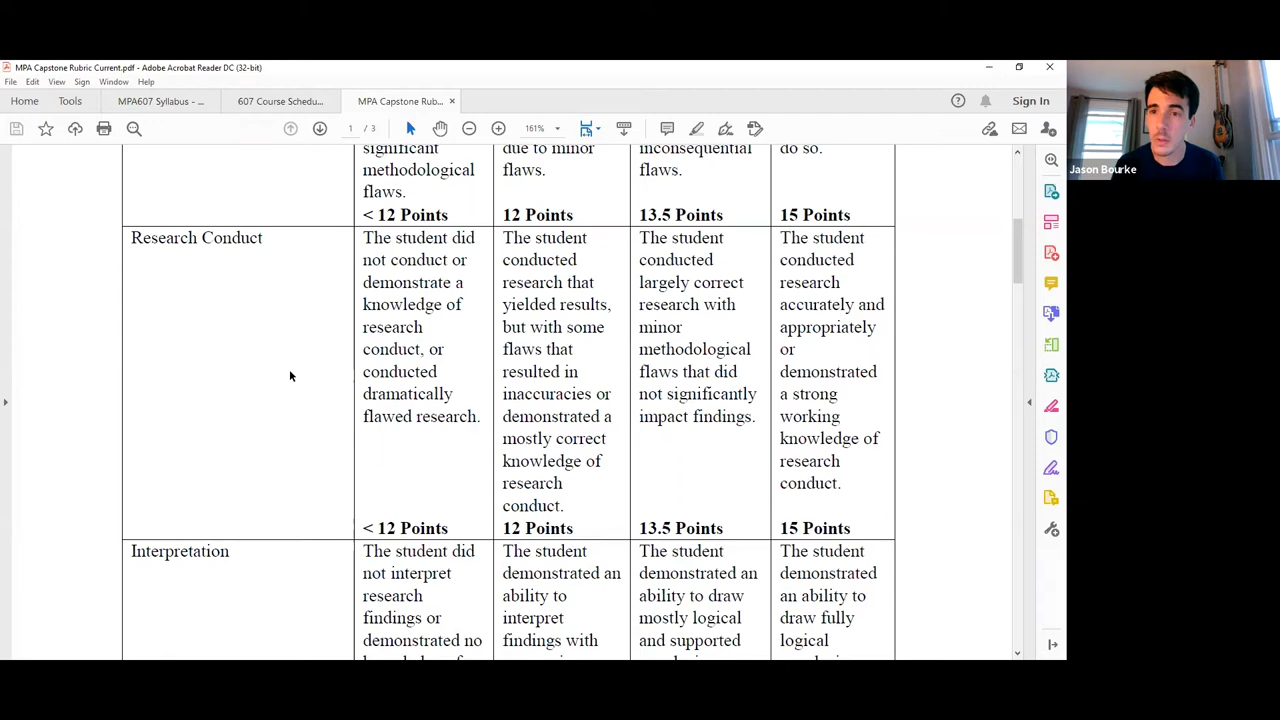 MPA Capstone Rubric Current.pdf - Adobe Acrobat Reader DC (32-bit)
File Edit View Sign Window Help
Home Tools MPA607 Syllabus - ... 607 Course Schedu... MPA Capstone Rub... × Sign In
1 / 3 161%
Jason Bourke
significant
methodological
flaws.
< 12 Points
due to minor
flaws.
12 Points
inconsequential
flaws.
13.5 Points
do so.
15 Points
Research Conduct
The student did
not conduct or
demonstrate a
knowledge of
research
conduct, or
conducted
dramatically
flawed research.
< 12 Points
The student
conducted
research that
yielded results,
but with some
flaws that
resulted in
inaccuracies or
demonstrated a
mostly correct
knowledge of
research
conduct.
12 Points
The student
conducted
largely correct
research with
minor
methodological
flaws that did
not significantly
impact findings.
13.5 Points
The student
conducted
research
accurately and
appropriately
or
demonstrated
a strong
working
knowledge of
research
conduct.
15 Points
Interpretation
The student did
not interpret
research
findings or
demonstrated no
The student
demonstrated an
ability to
interpret
findings with
The student
demonstrated an
ability to draw
mostly logical
and supported
The student
demonstrated
an ability to
draw fully
logical